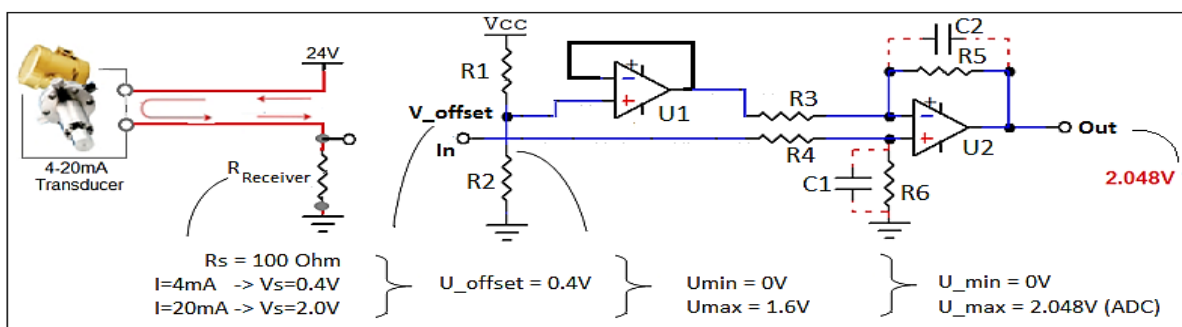 24V
4-20mA
Transducer
RReceiver
Vcc
R1
V_offset
In
R2
U1
R3
R4
C2
R5
U2
C1
R6
Out
2.048V
Rs = 100 Ohm
I=4mA -> Vs=0.4V
I=20mA -> Vs=2.0V
U_offset = 0.4V
Umin = 0V
Umax = 1.6V
U_min = 0V
U_max = 2.048V (ADC)